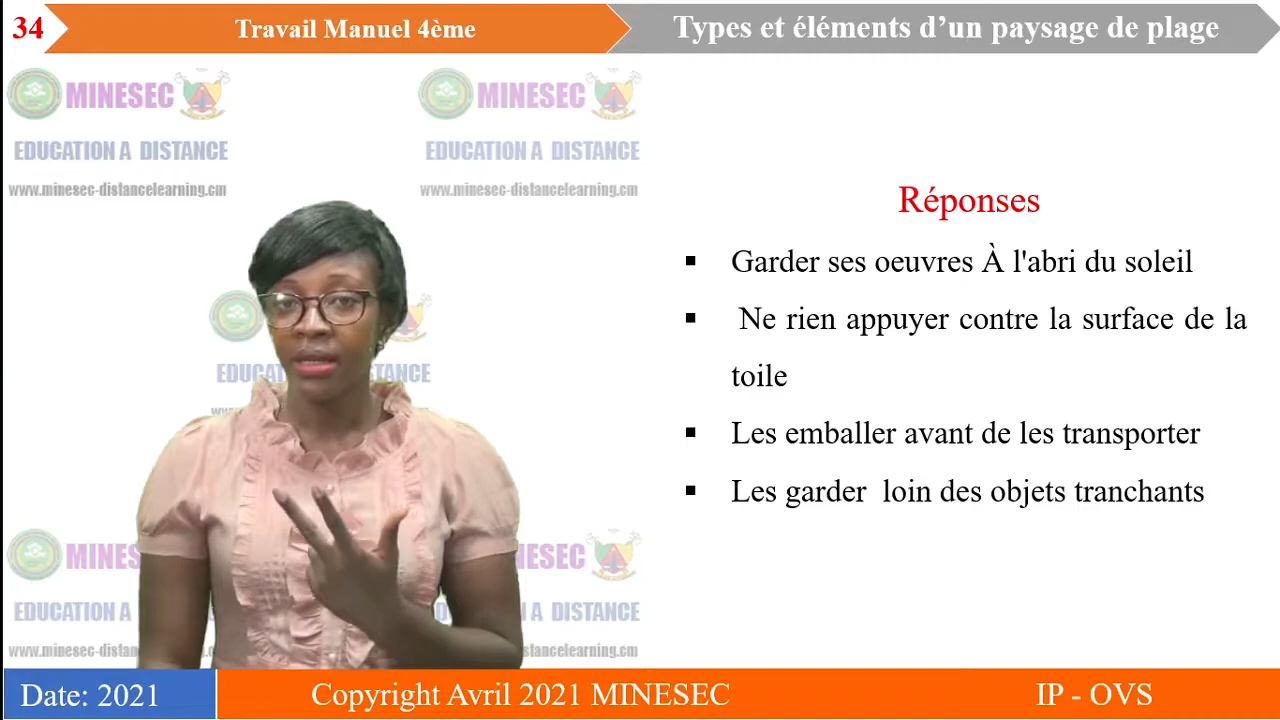 34
Travail Manuel 4ème
Types et éléments d’un paysage de plage
MINESEC
MINESEC
EDUCATION A DISTANCE
EDUCATION A DISTANCE
www.minesec-distancelearning.cm
www.minesec-distancelearning.cm
Réponses
Garder ses oeuvres À l'abri du soleil
Ne rien appuyer contre la surface de la
toile
Les emballer avant de les transporter
Les garder loin des objets tranchants
Date: 2021
Copyright Avril 2021 MINESEC
IP - OVS